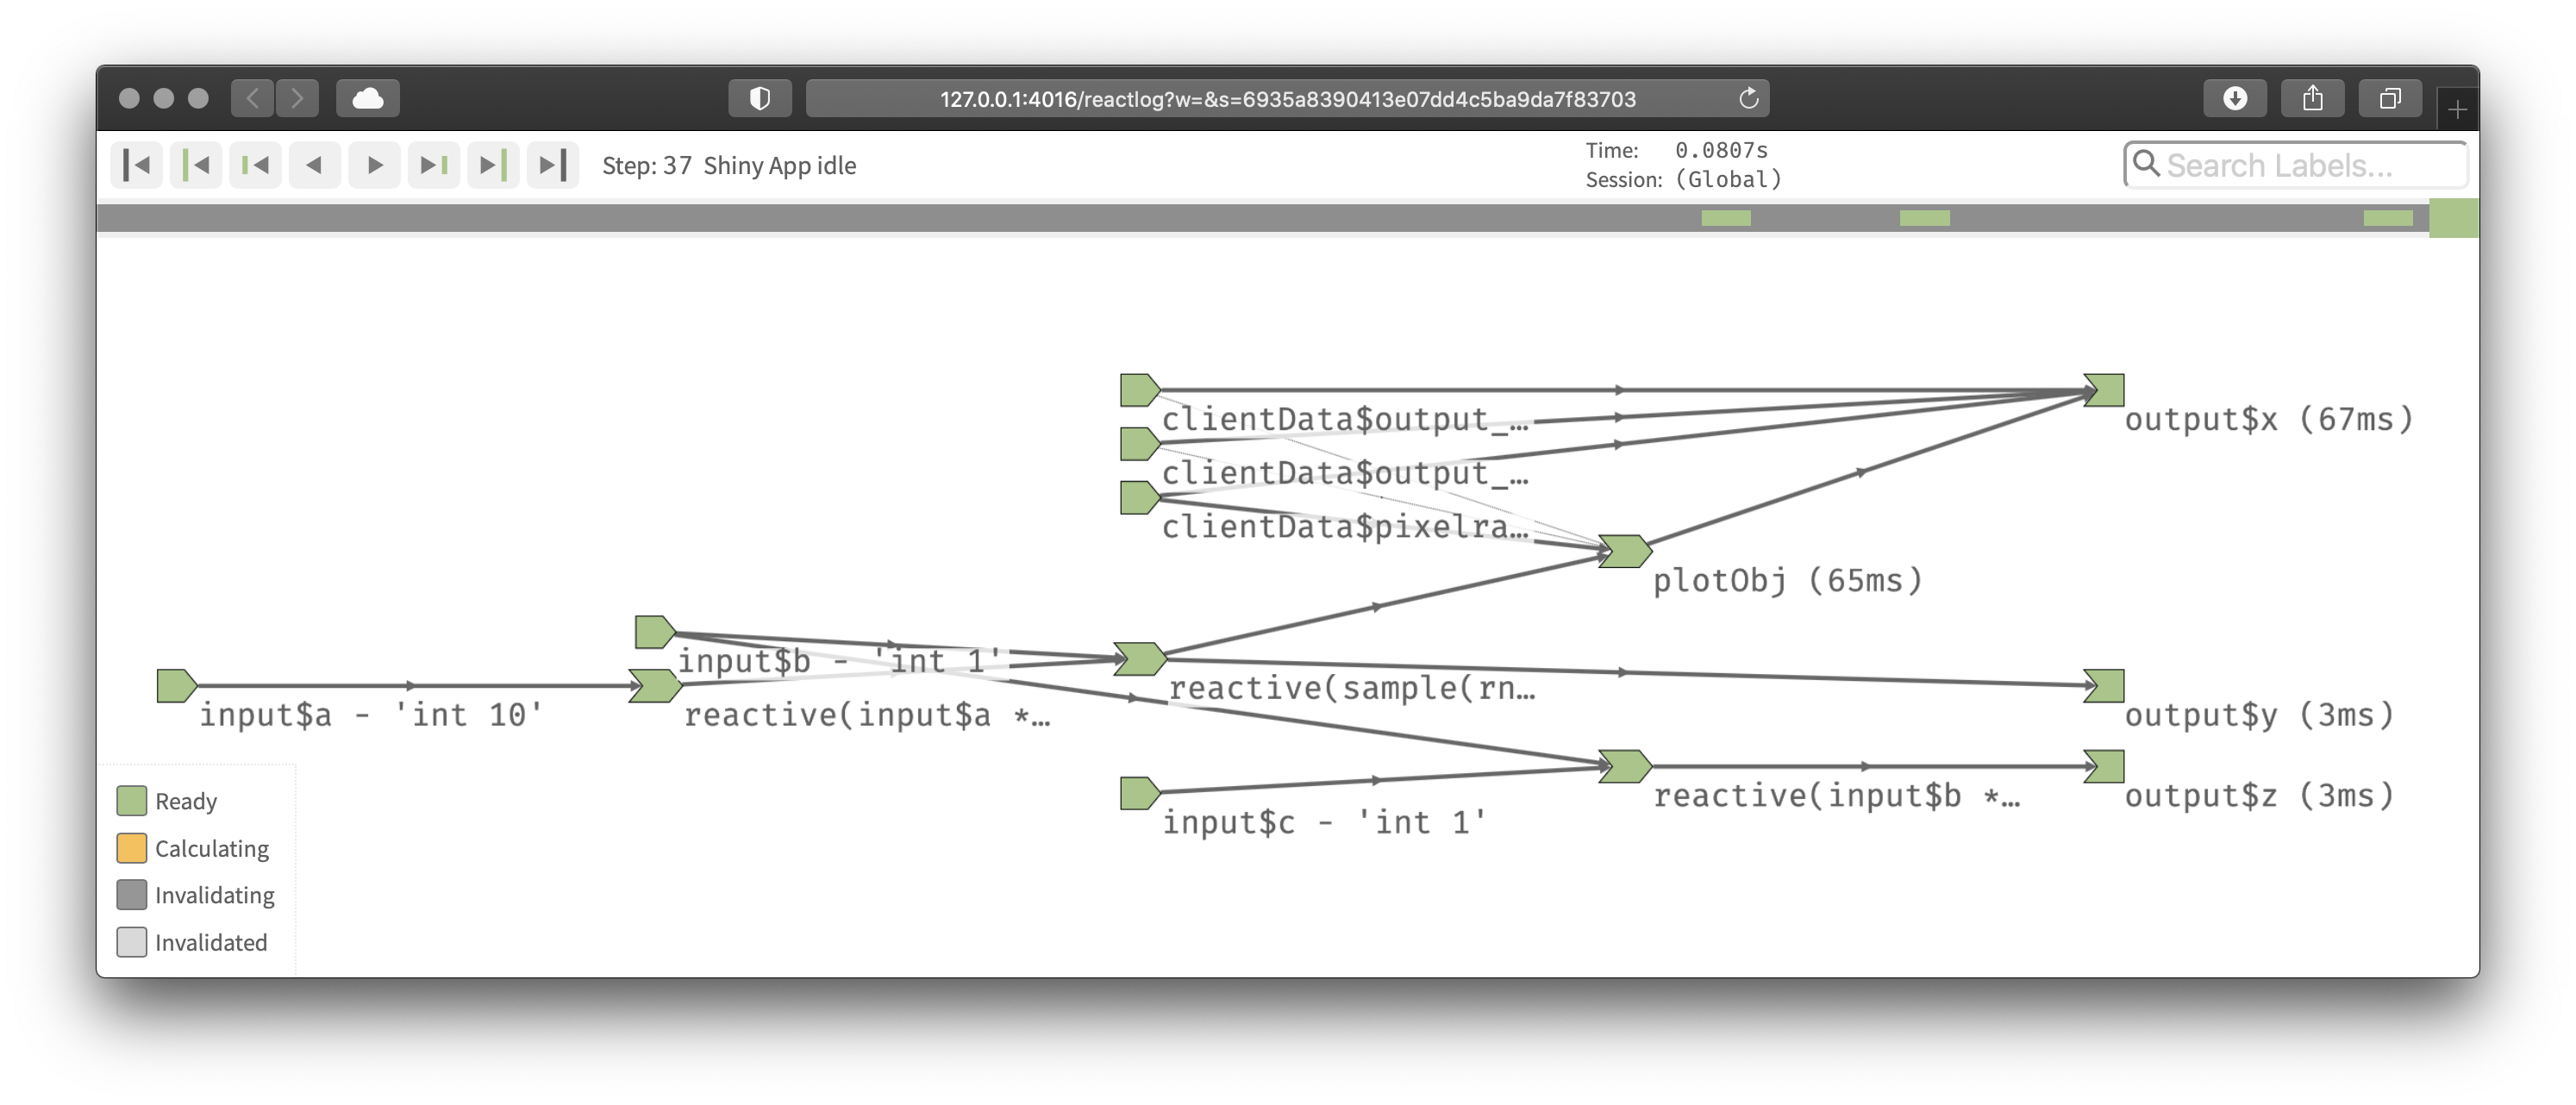 127.0.0.1:4016/reactlog?w=&s=6935a8390413e07dd4c5ba9da7f83703
Step: 37 Shiny App idle
Time: 0.0807s
Session: (Global)
Search Labels...
clientData$output_…
output$x (67ms)
clientData$output_…
clientData$pixelra…
plotObj (65ms)
input$b - 'int 1'
reactive(sample(rn…
input$a - 'int 10'
reactive(input$a *…
output$y (3ms)
reactive(input$b *…
output$z (3ms)
input$c - 'int 1'
Ready
Calculating
Invalidating
Invalidated